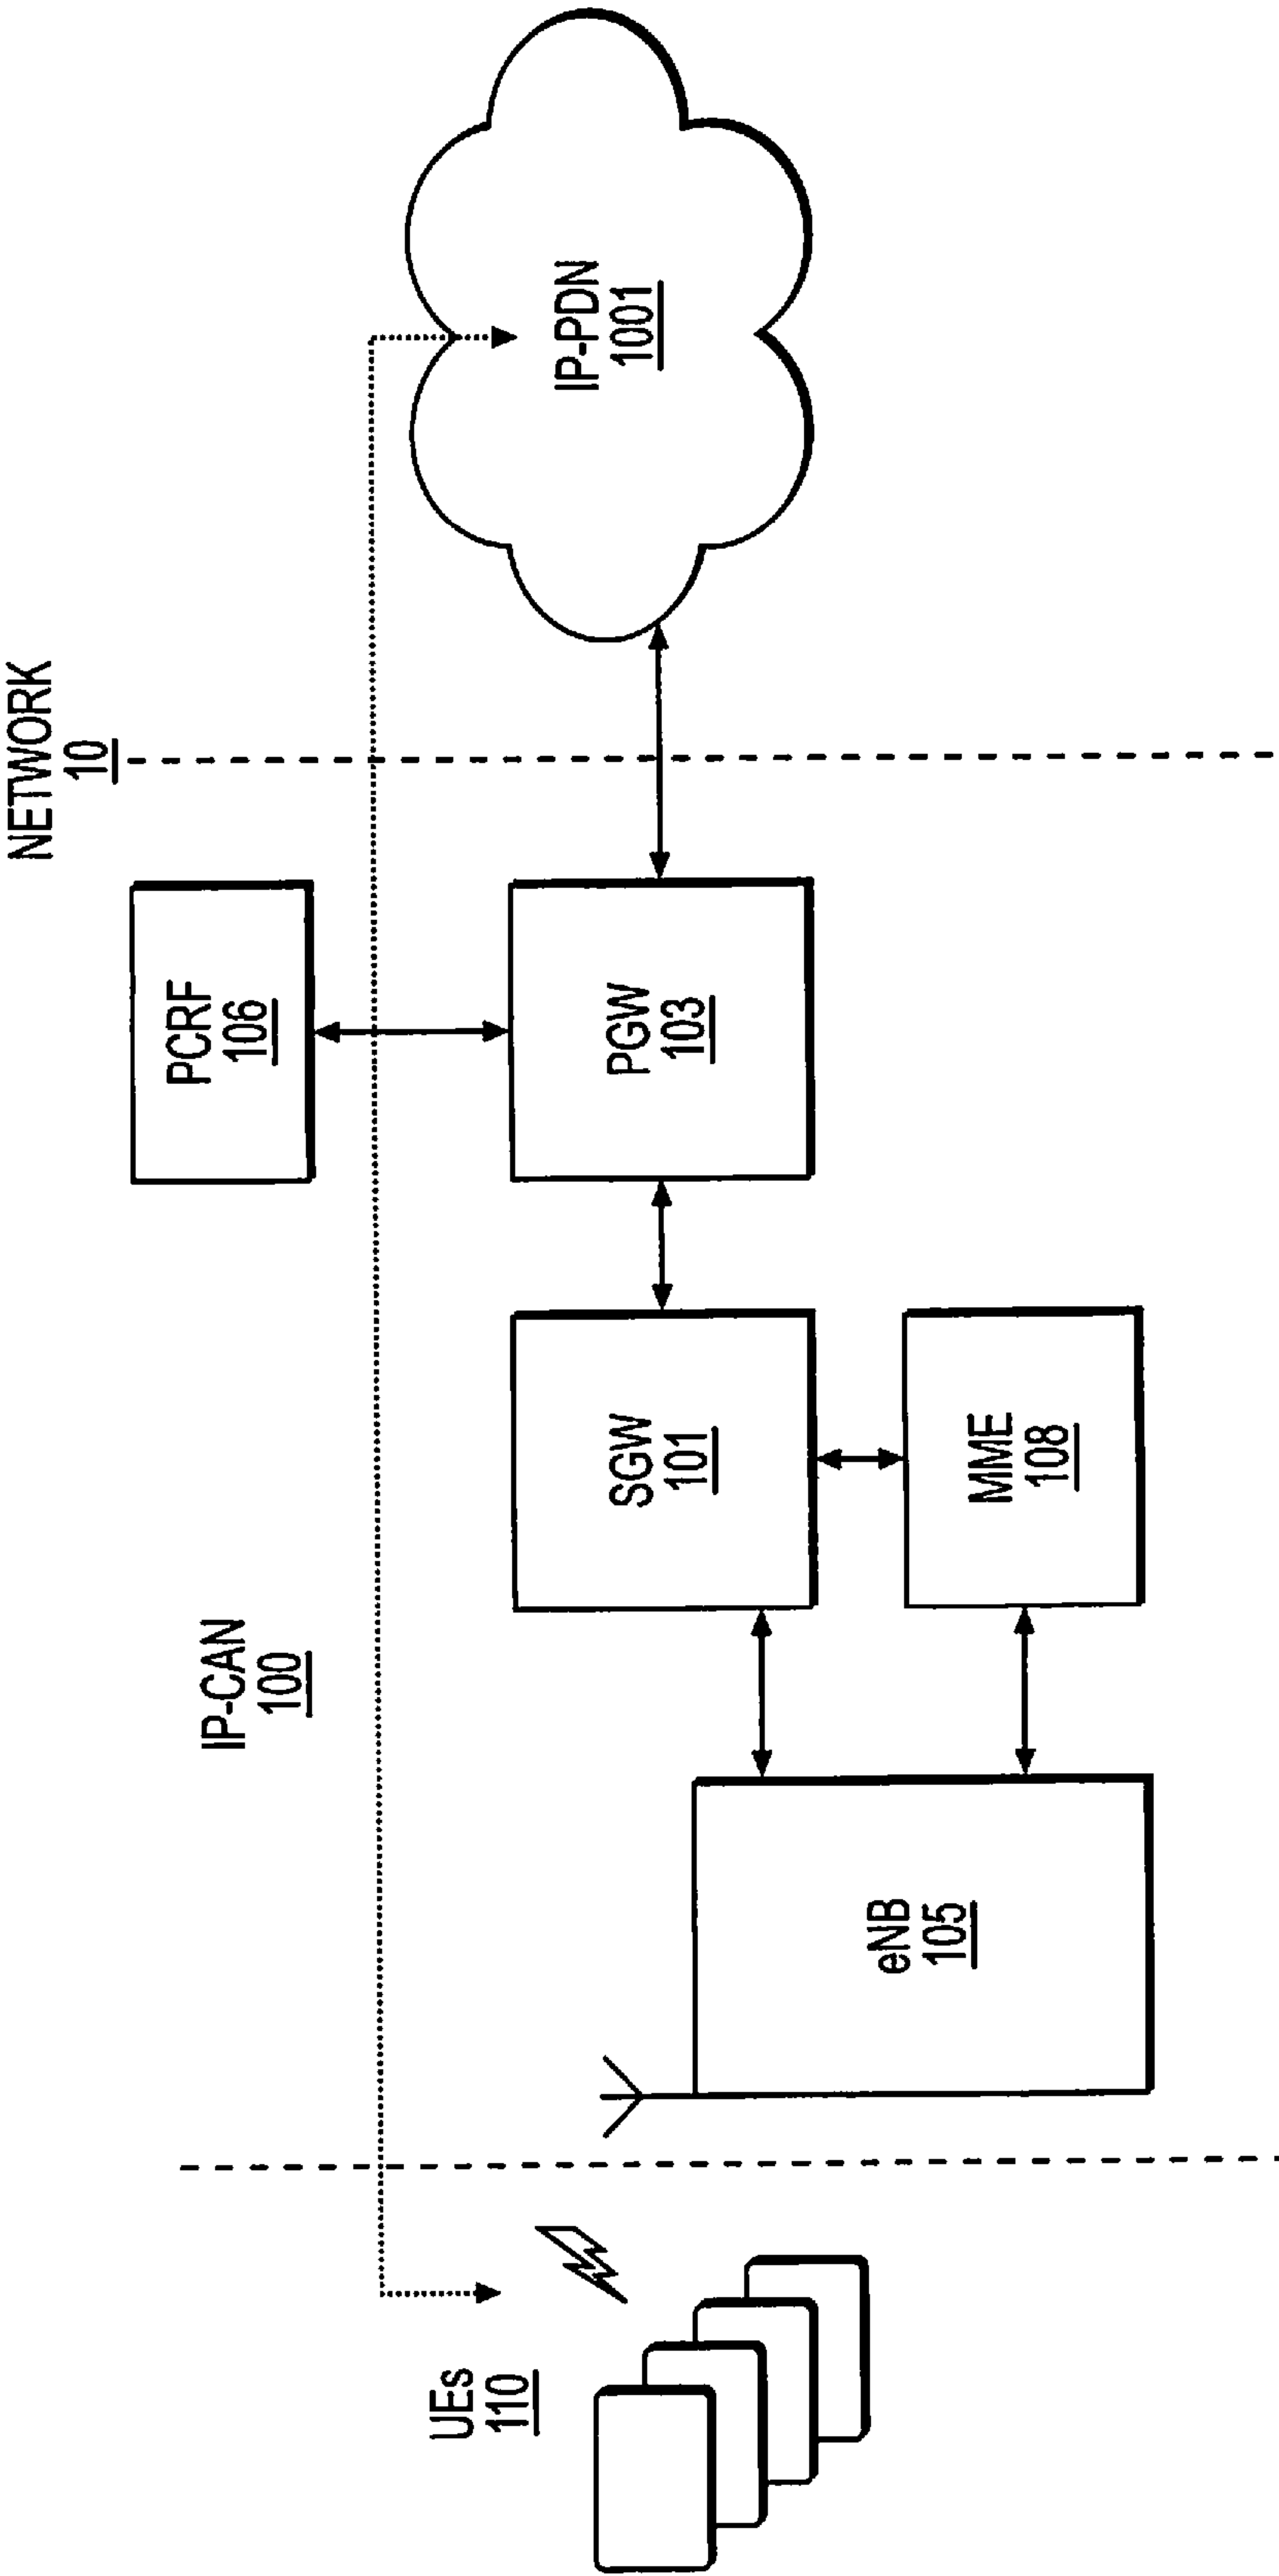 NETWORK
10
IP-CAN
100
PCRF
106
UEs
110
eNB
105
SGW
101
MME
108
PGW
103
IP-PDN
1001